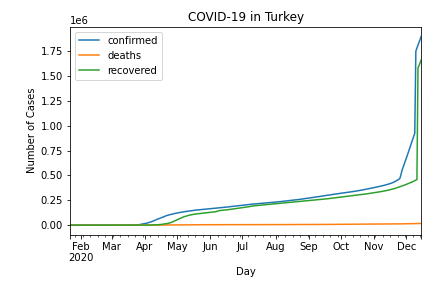 COVID-19 in Turkey
1e6
confirmed
deaths
recovered
Number of Cases
1.75
1.50
1.25
1.00
0.75
0.50
0.25
0.00
Feb Mar Apr May Jun Jul Aug Sep Oct Nov Dec
2020
Day